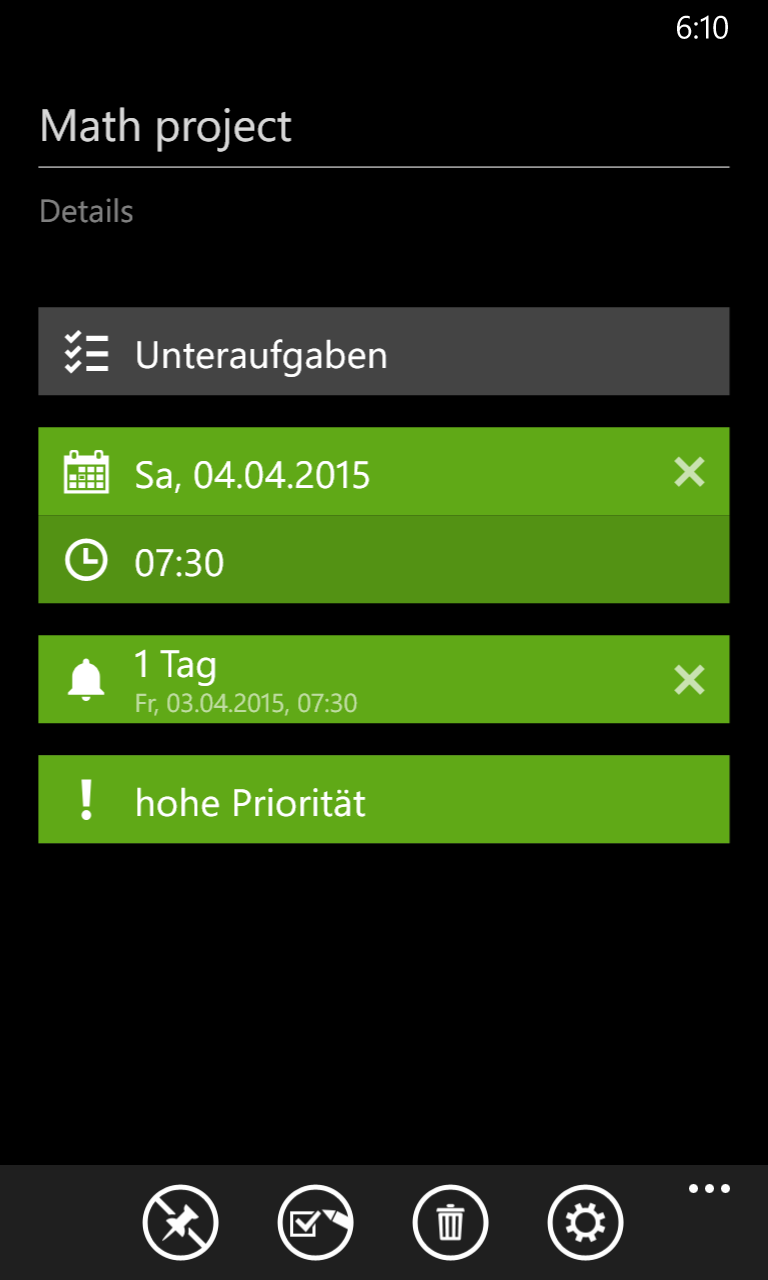 6:10
Math project
Details
Unteraufgaben
Sa, 04.04.2015
07:30
1 Tag
Fr, 03.04.2015, 07:30
hohe Priorität